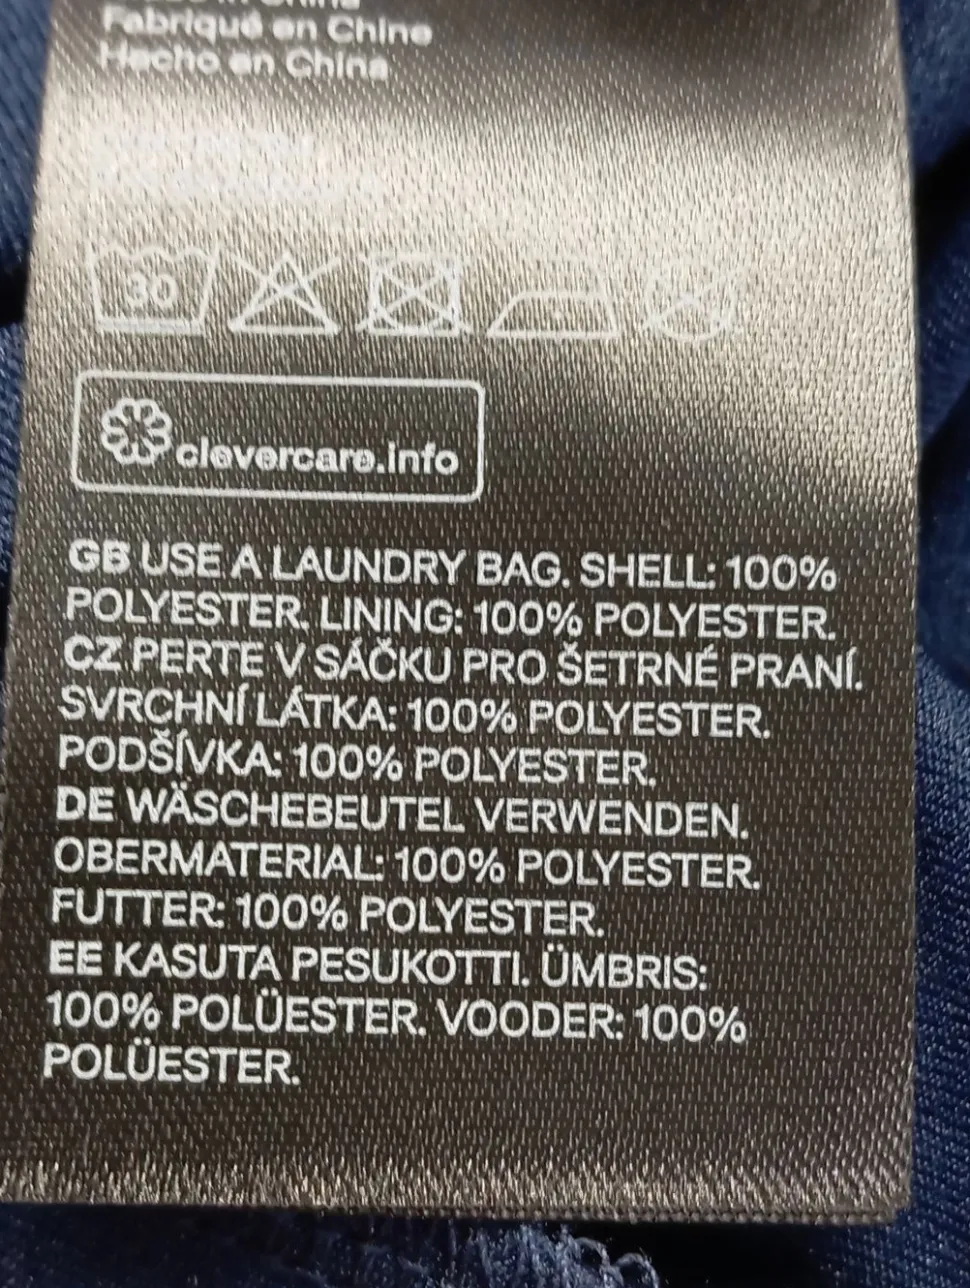 Fabriqué en Chine
Hecho en China
30
clevercare.info
GB USE A LAUNDRY BAG. SHELL: 100%
POLYESTER. LINING: 100% POLYESTER.
CZ PERTE V SÁČKU PRO ŠETRNÉ PRANÍ.
SVRCHNÍ LÁTKA: 100% POLYESTER.
PODŠÍVKA: 100% POLYESTER.
DE WÄSCHEBEUTEL VERWENDEN.
OBERMATERIAL: 100% POLYESTER.
FUTTER: 100% POLYESTER.
EE KASUTA PESUKOTTI. ÜMBRIS:
100% POLÜESTER. VOODER: 100%
POLÜESTER.